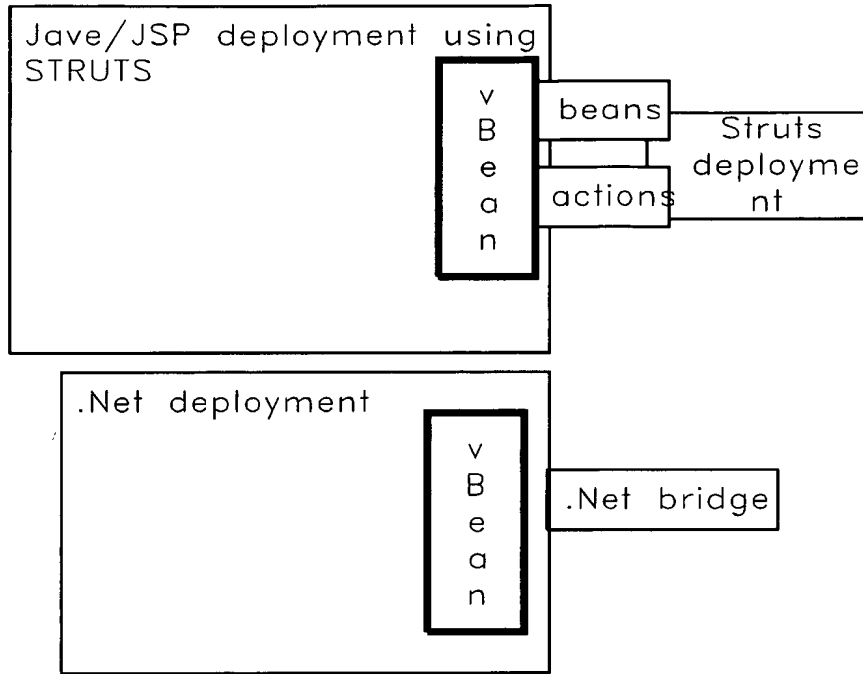 Jave/JSP deployment using
STRUTS
v
B
e
a
n
beans
actions
Struts
deployme
nt
.Net deployment
v
B
e
a
n
.Net bridge